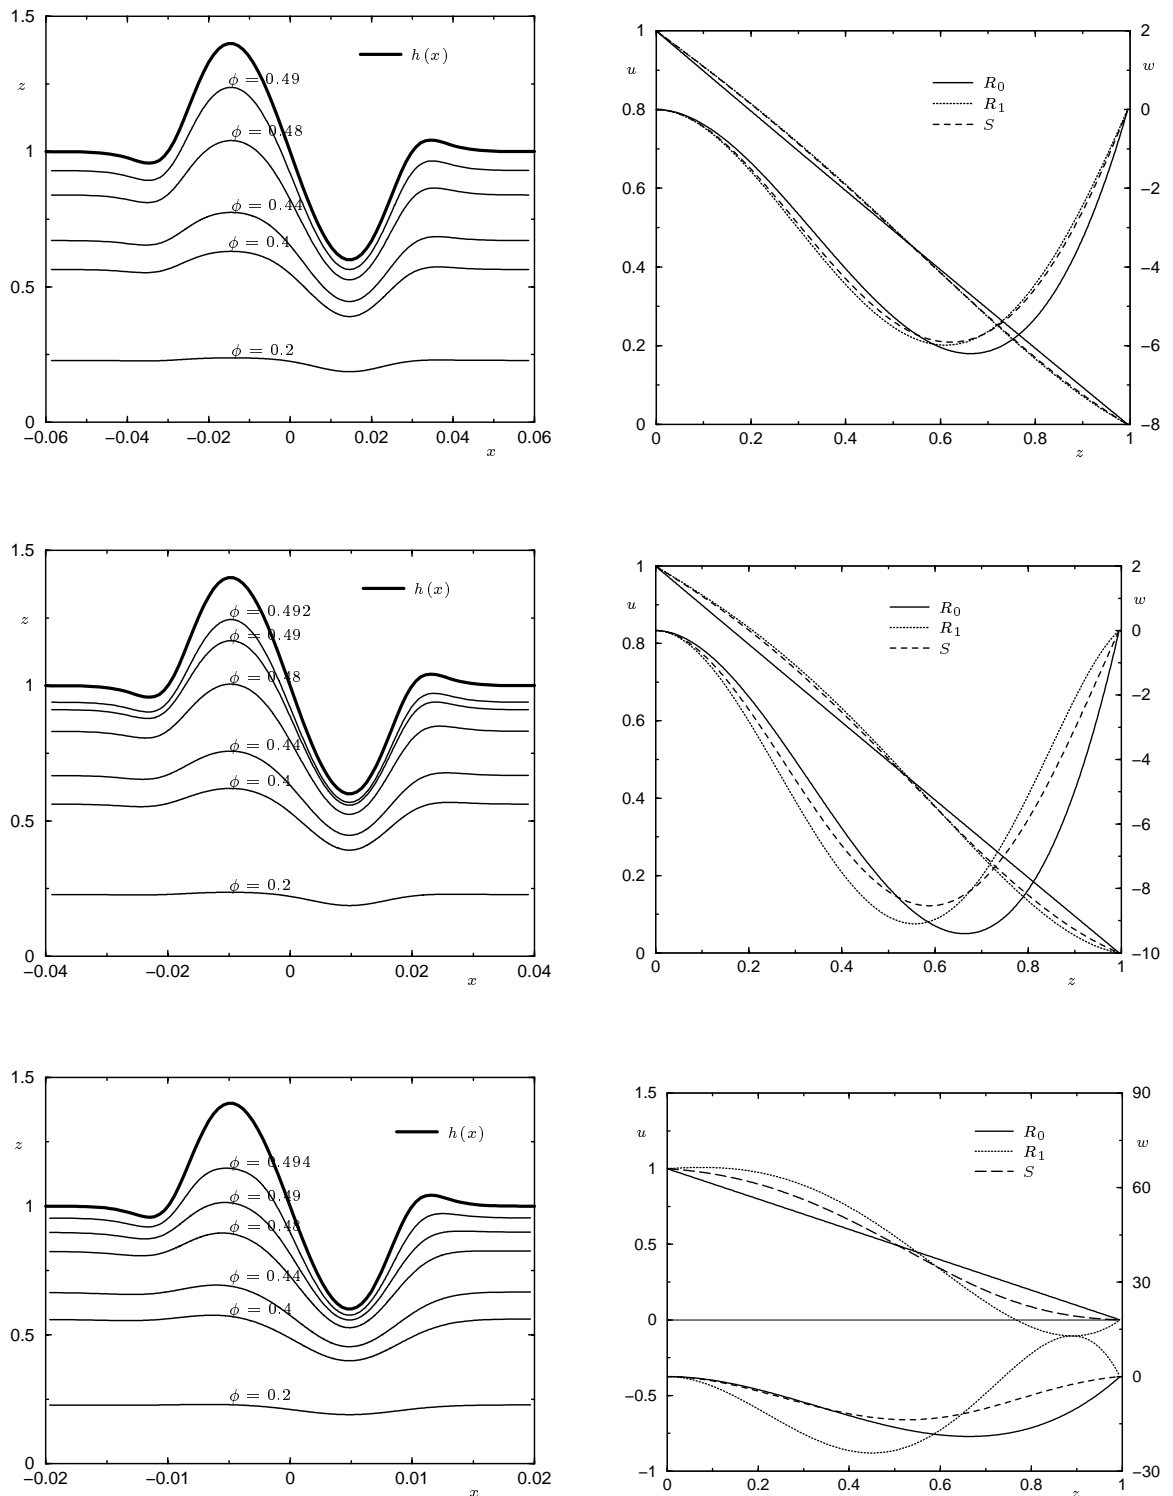 1.5
z
1
0.5
0
−0.06 −0.04 −0.02 0 0.02 0.04 0.06
x
h(x)
ϕ = 0.49
ϕ = 0.48
ϕ = 0.44
ϕ = 0.4
ϕ = 0.2
1 2
u w
0.8 0
0.6 −2
0.4 −4
0.2 −6
0 −8
0 0.2 0.4 0.6 0.8 1
z
R0
R1
S
1.5
z
1
0.5
0
−0.04 −0.02 0 0.02 0.04
x
h(x)
ϕ = 0.492
ϕ = 0.49
ϕ = 0.48
ϕ = 0.44
ϕ = 0.4
ϕ = 0.2
1 2
u w
0.8 0
−2
0.6
−4
0.4
−6
0.2 −8
0 −10
0 0.2 0.4 0.6 0.8 1
z
R0
R1
S
1.5
z
1
0.5
0
−0.02 −0.01 0 0.01 0.02
x
h(x)
ϕ = 0.494
ϕ = 0.49
ϕ = 0.48
ϕ = 0.44
ϕ = 0.4
ϕ = 0.2
1.5 90
u w
1 60
0.5 30
0
0
−0.5
−1 −30
0 0.2 0.4 0.6 0.8 1
z
R0
R1
S